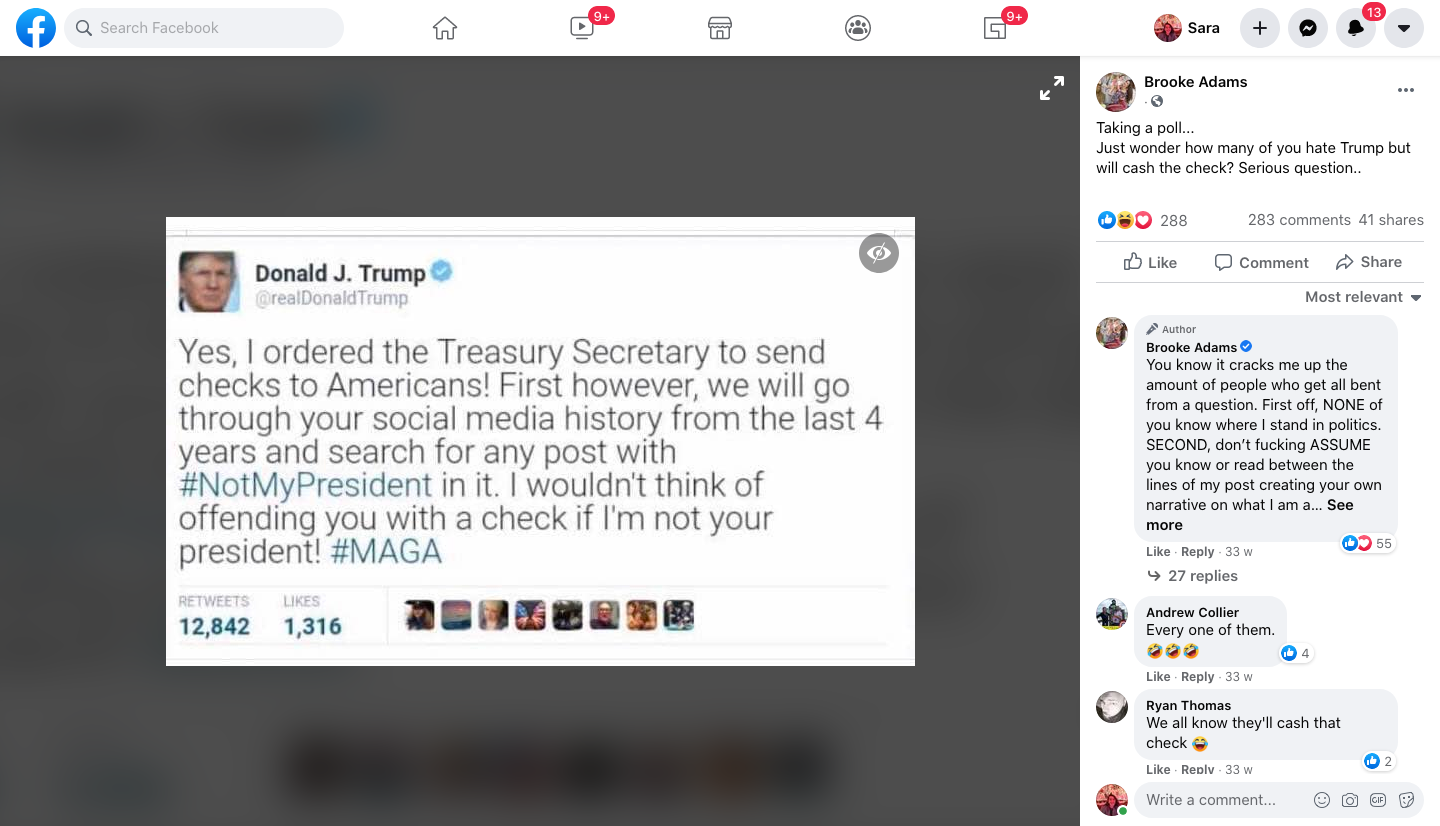 Search Facebook
9+
9+
Sara
13
Donald J. Trump
@realDonaldTrump
Yes, I ordered the Treasury Secretary to send
checks to Americans! First however, we will go
through your social media history from the last 4
years and search for any post with
#NotMyPresident in it. I wouldn't think of
offending you with a check if I'm not your
president! #MAGA
RETWEETS LIKES
12,842 1,316
Brooke Adams
Taking a poll...
Just wonder how many of you hate Trump but
will cash the check? Serious question..
288 283 comments 41 shares
Like Comment Share
Most relevant
Author
Brooke Adams
You know it cracks me up the
amount of people who get all bent
from a question. First off, NONE of
you know where I stand in politics.
SECOND, don’t fucking ASSUME
you know or read between the
lines of my post creating your own
narrative on what I am a... See
more
55
Like · Reply · 33 w
27 replies
Andrew Collier
Every one of them.
🤣🤣🤣
4
Like · Reply · 33 w
Ryan Thomas
We all know they'll cash that
check 😂
2
Like · Reply · 33 w
Write a comment...
GIF